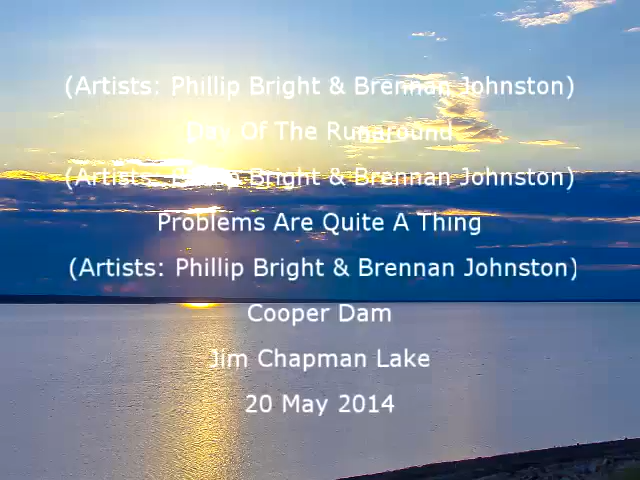 (Artists: Phillip Bright & Brennan Johnston)
Day Of The Runaround
(Artists: Phillip Bright & Brennan Johnston)
Problems Are Quite A Thing
(Artists: Phillip Bright & Brennan Johnston)
Cooper Dam
Jim Chapman Lake
20 May 2014